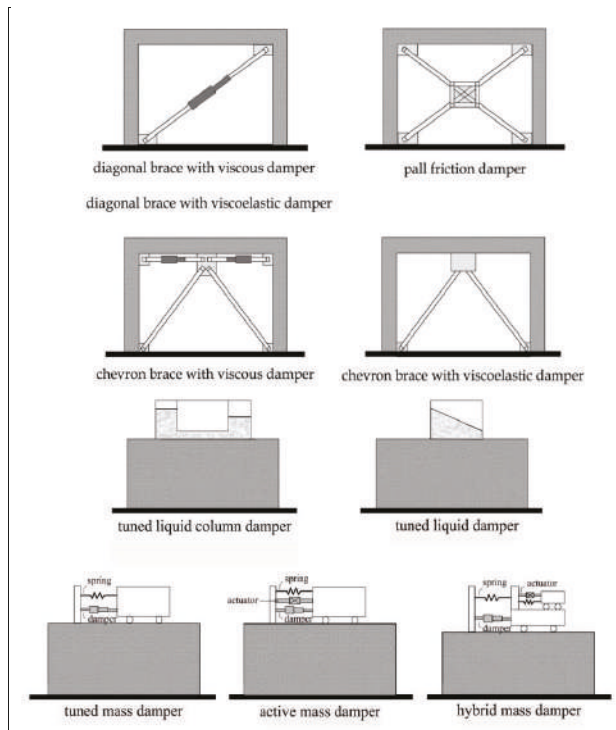 diagonal brace with viscous damper
pall friction damper
diagonal brace with viscoelastic damper
chevron brace with viscous damper
chevron brace with viscoelastic damper
tuned liquid column damper
tuned liquid damper
spring
damper
tuned mass damper
spring
actuator
damper
active mass damper
spring
actuator
damper
hybrid mass damper